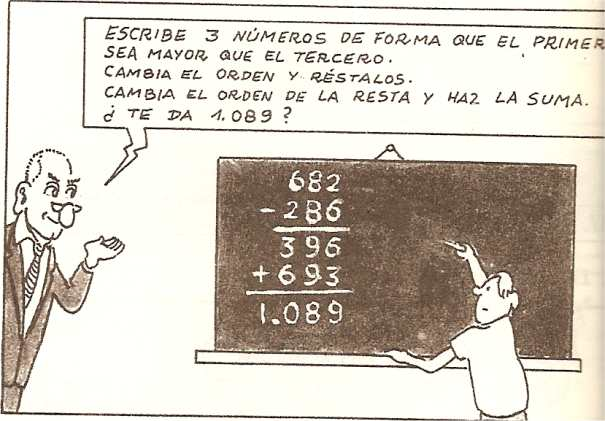 ESCRIBE 3 NÚMEROS DE FORMA QUE EL PRIMER
SEA MAYOR QUE EL TERCERO.
CAMBIA EL ORDEN Y RÉSTALOS.
CAMBIA EL ORDEN DE LA RESTA Y HAZ LA SUMA.
¿ TE DA 1.089 ?
682
- 286
396
+ 693
1.089